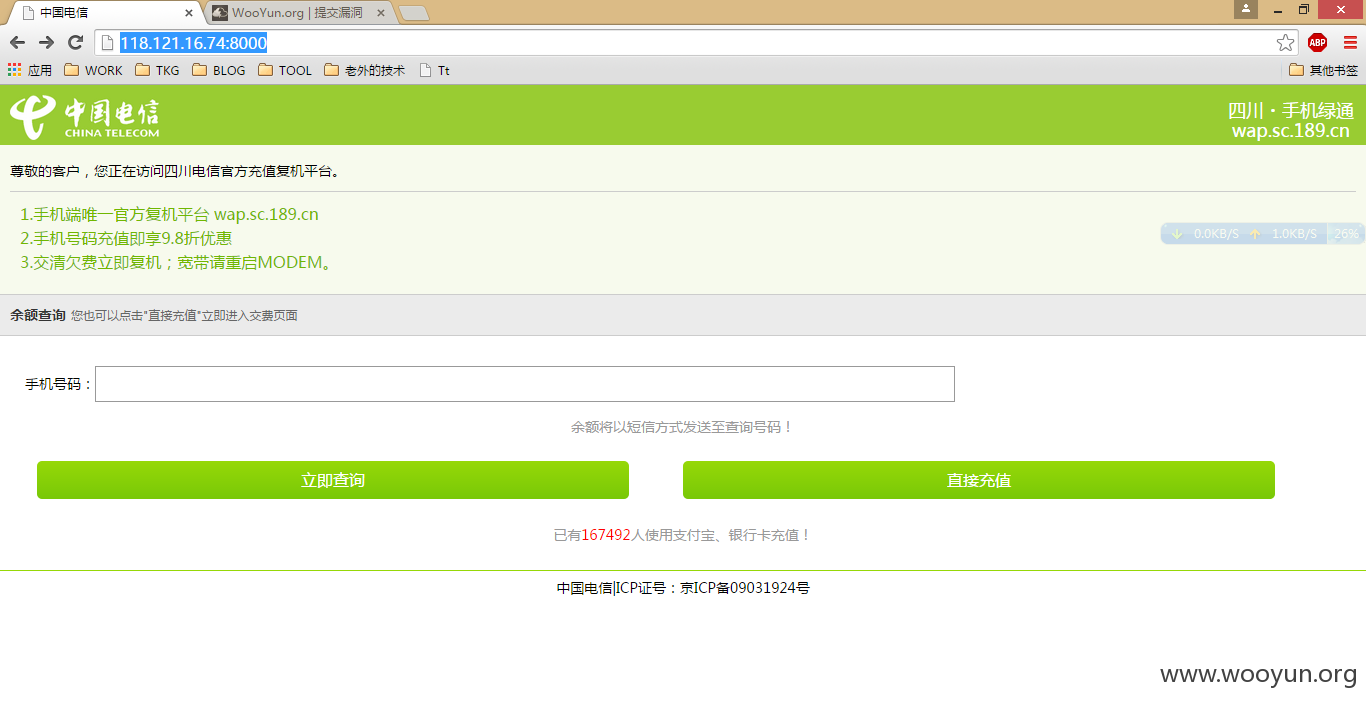 中国电信
WooYun.org | 提交漏洞
118.121.16.74:8000
ABP
应用 WORK TKG BLOG TOOL 老外的技术 Tt 其他书签
中国电信
CHINA TELECOM
四川·手机绿通
wap.sc.189.cn
尊敬的客户，您正在访问四川电信官方充值复机平台。
1.手机端唯一官方复机平台 wap.sc.189.cn
2.手机号码充值即享9.8折优惠
3.交清欠费立即复机；宽带请重启MODEM。
0.0KB/S 1.0KB/S 26%
余额查询 您也可以点击"直接充值"立即进入交费页面
手机号码：
余额将以短信方式发送至查询号码！
立即查询 直接充值
已有167492人使用支付宝、银行卡充值！
中国电信|ICP证号：京ICP备09031924号
www.wooyun.org